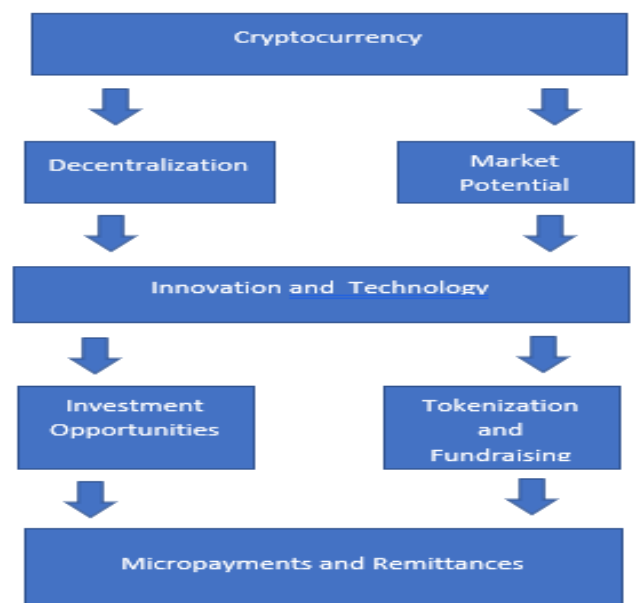 Cryptocurrency
Decentralization
Market
Potential
Innovation and Technology
Investment
Opportunities
Tokenization
and
Fundraising
Micropayments and Remittances